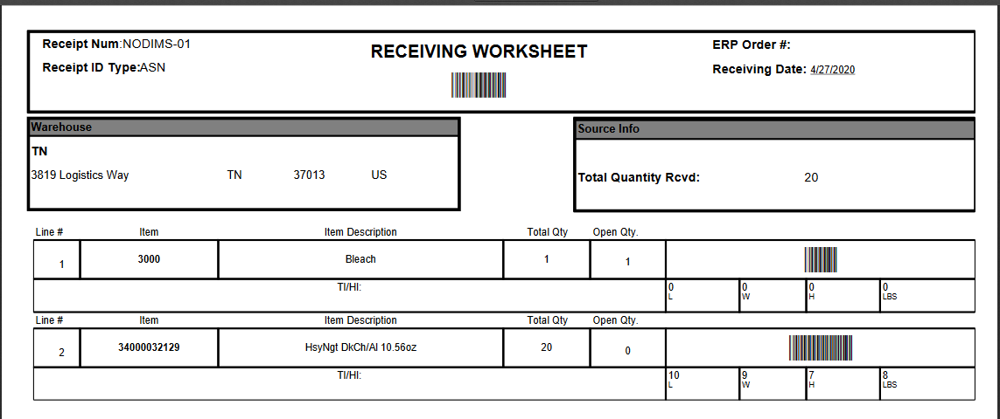 Receipt Num:NODIMS-01
RECEIVING WORKSHEET
ERP Order #:
Receipt ID Type:ASN
Receiving Date: 4/27/2020
Warehouse
TN
3819 Logistics Way TN 37013 US
Source Info
Total Quantity Rcvd: 20
Line # Item Item Description Total Qty Open Qty.
1 3000 Bleach 1 1
TI/HI: 0 0 0 0
L W H LBS
Line # Item Item Description Total Qty Open Qty.
2 34000032129 HsyNgt DkCh/Al 10.56oz 20 0
TI/HI: 10 9 7 8
L W H LBS